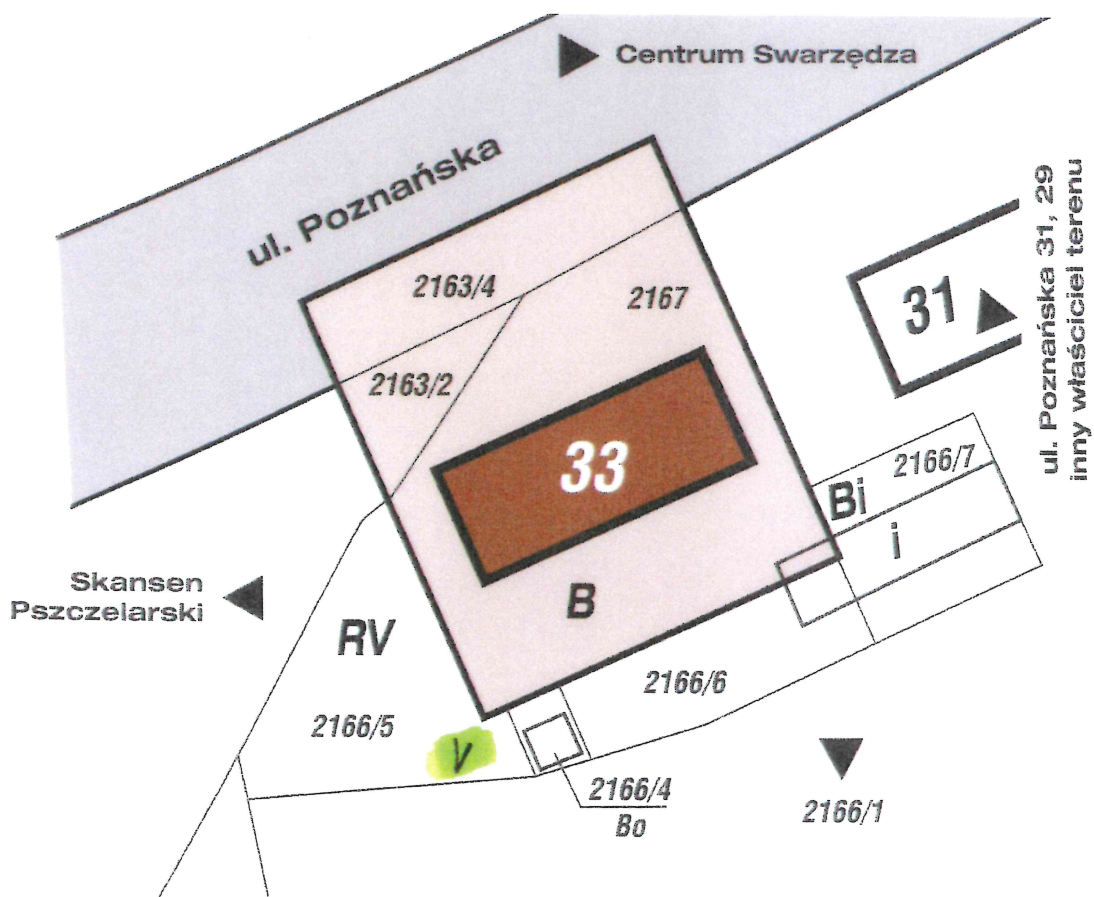 Centrum Swarzędza
ul. Poznańska
ul. Poznańska 31, 29
inny właściciel terenu
2163/4
2167
31
2163/2
33
2166/7
Bi
i
Skansen
Pszczelarski
B
RV
2166/6
2166/5
V
2166/4
Bo
2166/1